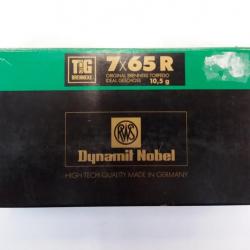 TIG
BRENNEKE
7x65 R
ORIGINAL BRENNEKE TORPEDO
IDEAL GESCHOSS 10,5 g
RWS
Dynamit Nobel
HIGH TECH QUALITY MADE IN GERMANY